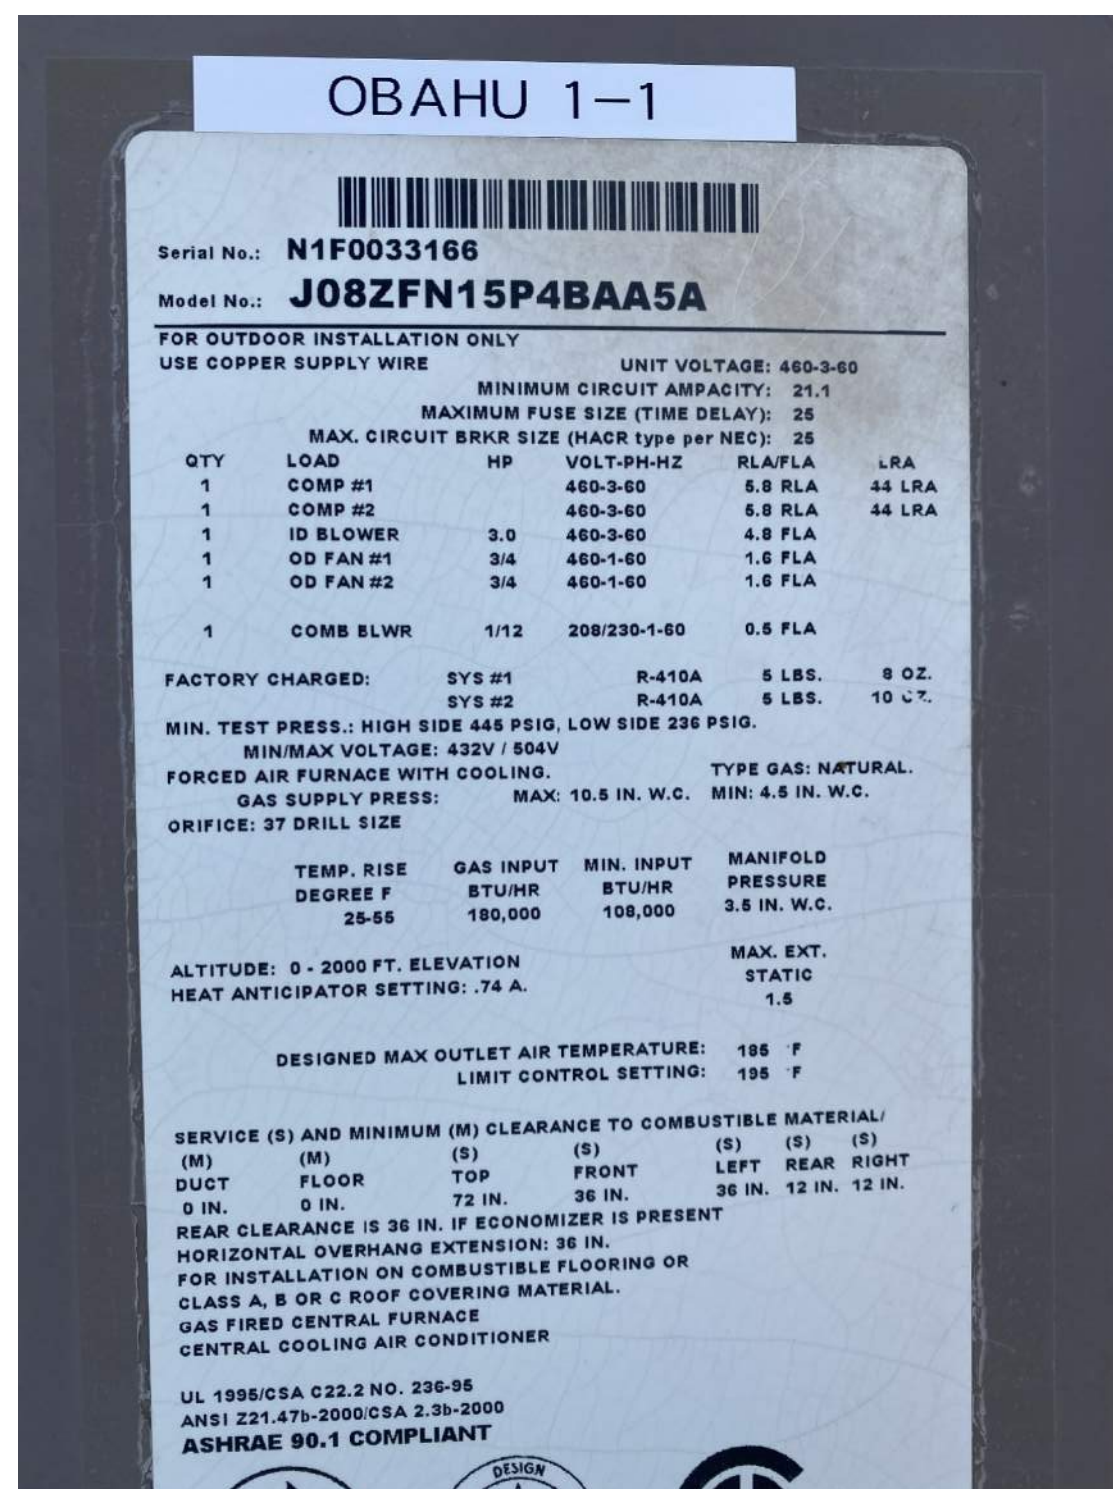 OBAHU 1-1
Serial No.: N1F0033166
Model No.: J08ZFN15P4BAA5A
FOR OUTDOOR INSTALLATION ONLY
USE COPPER SUPPLY WIRE UNIT VOLTAGE: 460-3-60
MINIMUM CIRCUIT AMPACITY: 21.1
MAXIMUM FUSE SIZE (TIME DELAY): 25
MAX. CIRCUIT BRKR SIZE (HACR type per NEC): 25
QTY LOAD HP VOLT-PH-HZ RLA/FLA LRA
1 COMP #1 460-3-60 5.8 RLA 44 LRA
1 COMP #2 460-3-60 5.8 RLA 44 LRA
1 ID BLOWER 3.0 460-3-60 4.8 FLA
1 OD FAN #1 3/4 460-1-60 1.6 FLA
1 OD FAN #2 3/4 460-1-60 1.6 FLA
1 COMB BLWR 1/12 208/230-1-60 0.5 FLA
FACTORY CHARGED: SYS #1 R-410A 5 LBS. 8 OZ.
SYS #2 R-410A 5 LBS. 10 OZ.
MIN. TEST PRESS.: HIGH SIDE 445 PSIG, LOW SIDE 236 PSIG.
MIN/MAX VOLTAGE: 432V / 504V
FORCED AIR FURNACE WITH COOLING. TYPE GAS: NATURAL.
GAS SUPPLY PRESS: MAX: 10.5 IN. W.C. MIN: 4.5 IN. W.C.
ORIFICE: 37 DRILL SIZE
TEMP. RISE GAS INPUT MIN. INPUT MANIFOLD
DEGREE F BTU/HR BTU/HR PRESSURE
25-55 180,000 108,000 3.5 IN. W.C.
MAX. EXT.
ALTITUDE: 0 - 2000 FT. ELEVATION STATIC
HEAT ANTICIPATOR SETTING: .74 A. 1.5
DESIGNED MAX OUTLET AIR TEMPERATURE: 185 °F
LIMIT CONTROL SETTING: 195 °F
SERVICE (S) AND MINIMUM (M) CLEARANCE TO COMBUSTIBLE MATERIAL/
(M) (M) (S) (S) (S) (S) (S)
DUCT FLOOR TOP FRONT LEFT REAR RIGHT
0 IN. 0 IN. 72 IN. 36 IN. 36 IN. 12 IN. 12 IN.
REAR CLEARANCE IS 36 IN. IF ECONOMIZER IS PRESENT
HORIZONTAL OVERHANG EXTENSION: 36 IN.
FOR INSTALLATION ON COMBUSTIBLE FLOORING OR
CLASS A, B OR C ROOF COVERING MATERIAL.
GAS FIRED CENTRAL FURNACE
CENTRAL COOLING AIR CONDITIONER
UL 1995/CSA C22.2 NO. 236-95
ANSI Z21.47b-2000/CSA 2.3b-2000
ASHRAE 90.1 COMPLIANT
DESIGN